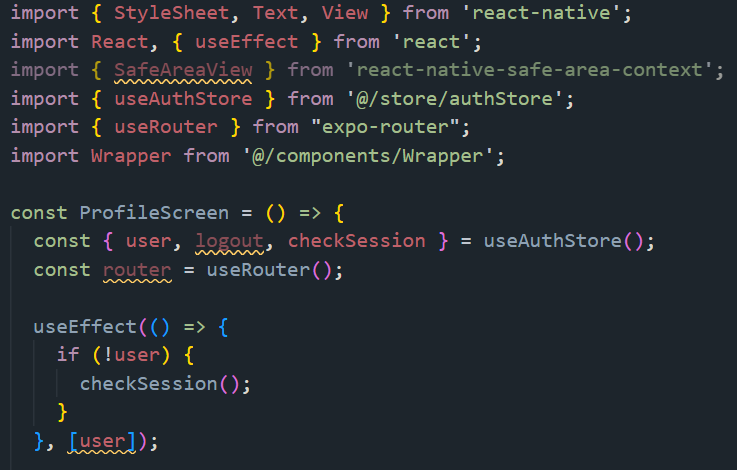 import { StyleSheet, Text, View } from 'react-native';
import React, { useEffect } from 'react';
import { SafeAreaView } from 'react-native-safe-area-context';
import { useAuthStore } from '@/store/authStore';
import { useRouter } from "expo-router";
import Wrapper from '@/components/Wrapper';

const ProfileScreen = () => {
  const { user, logout, checkSession } = useAuthStore();
  const router = useRouter();

  useEffect(() => {
    if (!user) {
      checkSession();
    }
  }, [user]);